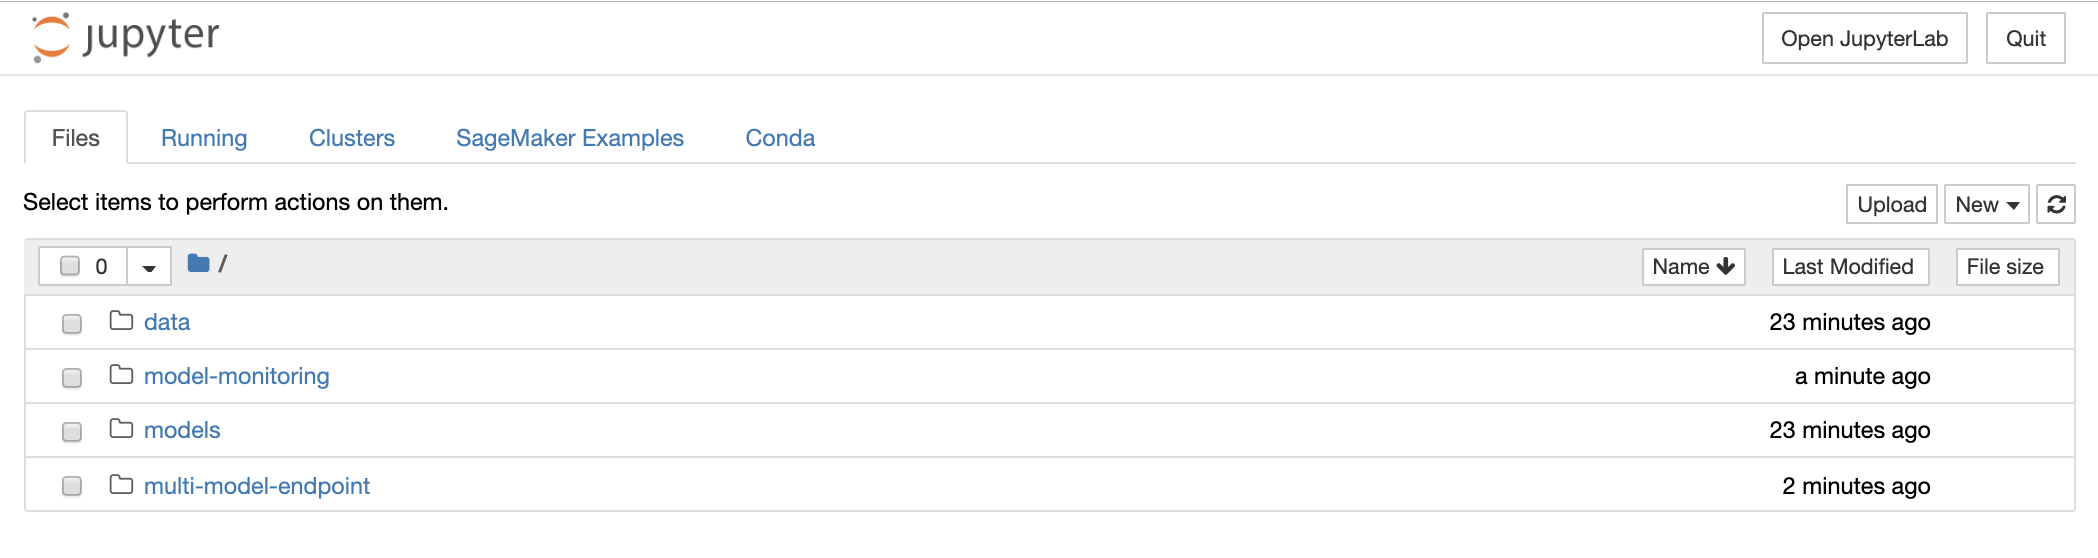 jupyter
Open JupyterLab Quit
Files Running Clusters SageMaker Examples Conda
Select items to perform actions on them.
Upload New
0 / Name Last Modified File size
data 23 minutes ago
model-monitoring a minute ago
models 23 minutes ago
multi-model-endpoint 2 minutes ago